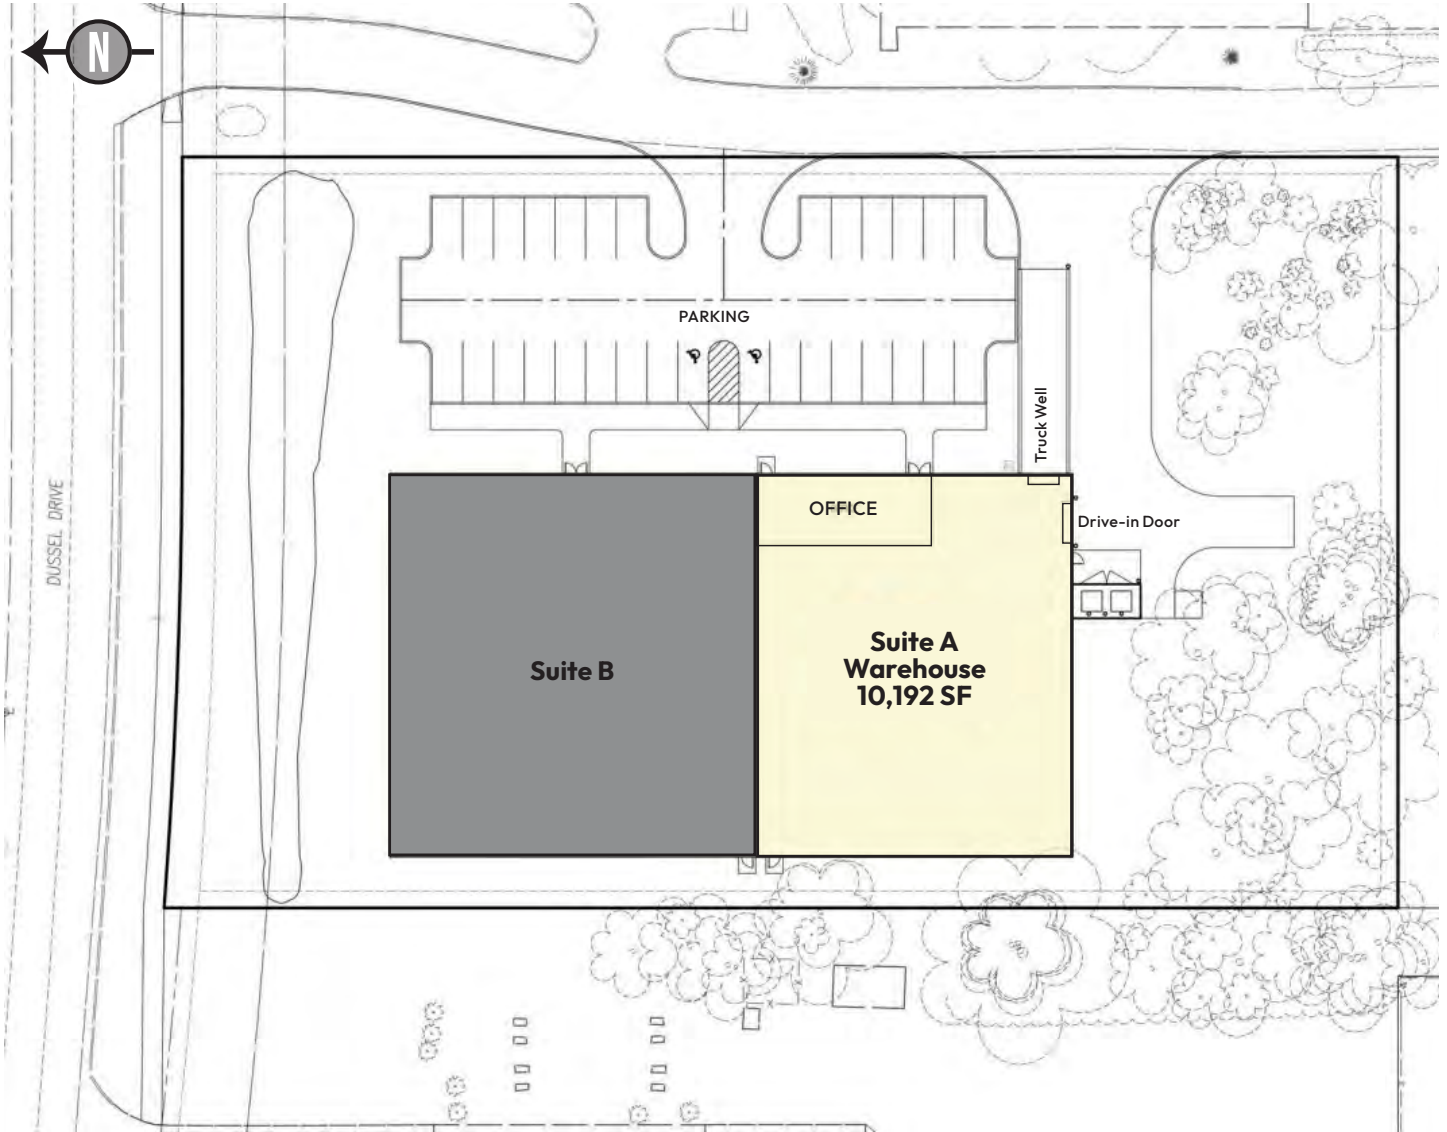 N
PARKING
Truck Well
DUSSEL DRIVE
OFFICE
Drive-in Door
Suite B
Suite A
Warehouse
10,192 SF